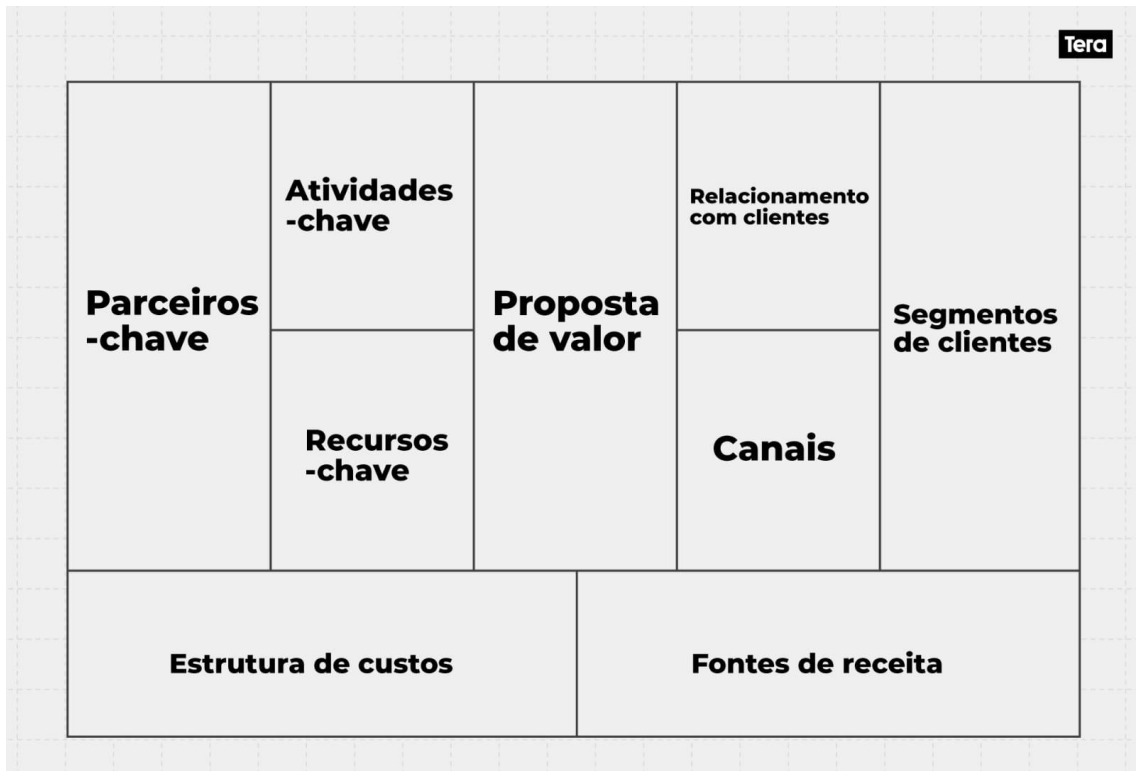 Tera
Parceiros
-chave
Atividades
-chave
Recursos
-chave
Proposta
de valor
Relacionamento
com clientes
Canais
Segmentos
de clientes
Estrutura de custos
Fontes de receita